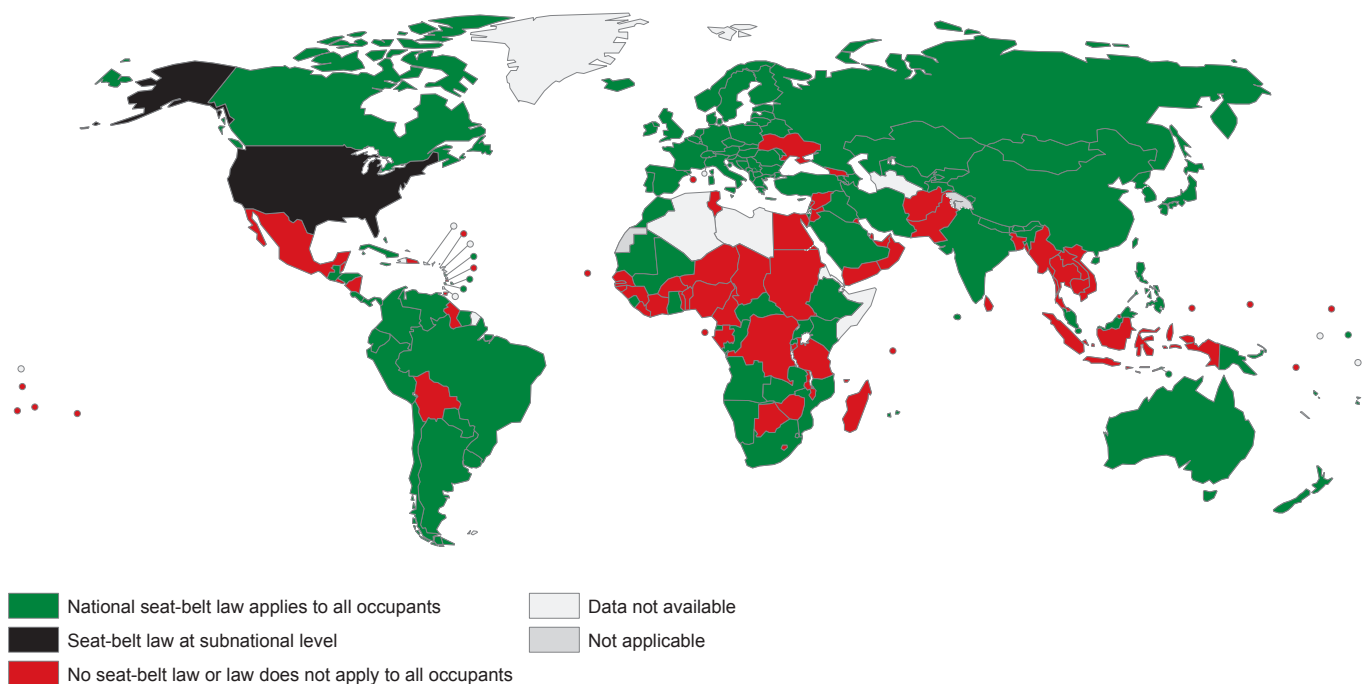 National seat-belt law applies to all occupants
Seat-belt law at subnational level
No seat-belt law or law does not apply to all occupants
Data not available
Not applicable